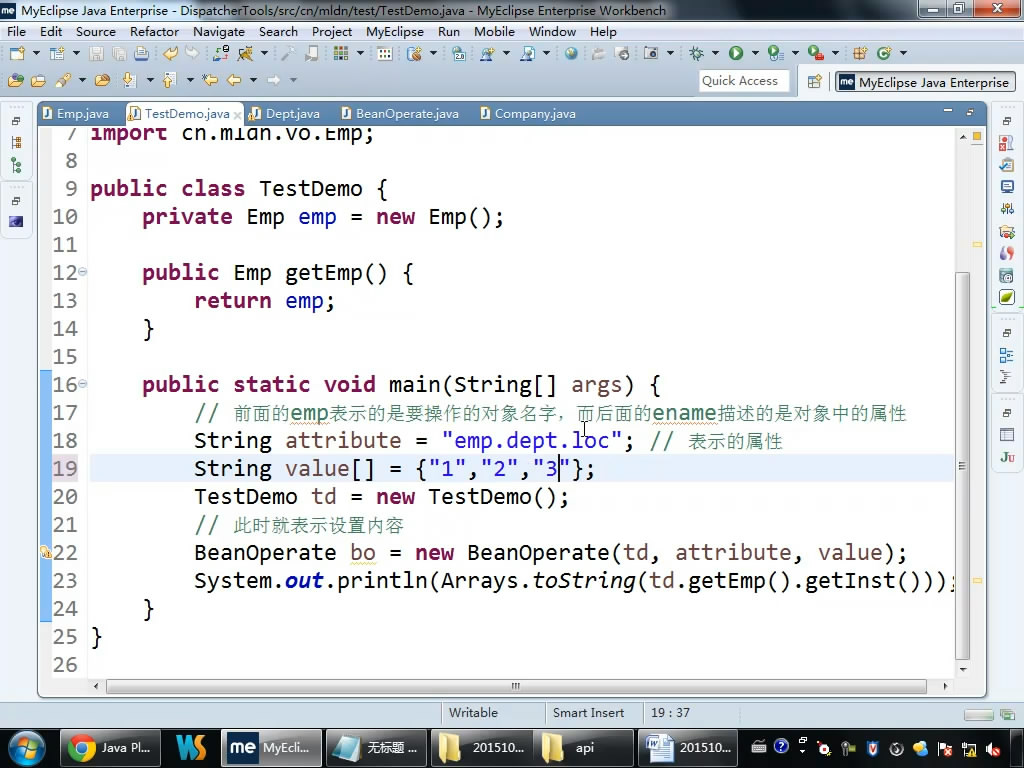 MyEclipse Java Enterprise - DispatcherTools/src/cn/mldn/test/TestDemo.java - MyEclipse Enterprise Workbench
File Edit Source Refactor Navigate Search Project MyEclipse Run Mobile Window Help
Quick Access
MyEclipse Java Enterprise
Emp.java TestDemo.java Dept.java BeanOperate.java Company.java
7 import cn.mldn.vo.Emp;
8
9 public class TestDemo {
10 private Emp emp = new Emp();
11
12 public Emp getEmp() {
13 return emp;
14 }
15
16 public static void main(String[] args) {
17 // 前面的emp表示的是要操作的对象名字，而后面的ename描述的是对象中的属性
18 String attribute = "emp.dept.loc"; // 表示的属性
19 String value[] = {"1","2","3"};
20 TestDemo td = new TestDemo();
21 // 此时就表示设置内容
22 BeanOperate bo = new BeanOperate(td, attribute, value);
23 System.out.println(Arrays.toString(td.getEmp().getInst()));
24 }
25 }
26
Writable Smart Insert 19 : 37
Java Pl... MyEcli... 无标题 ... 201510... api 201510...